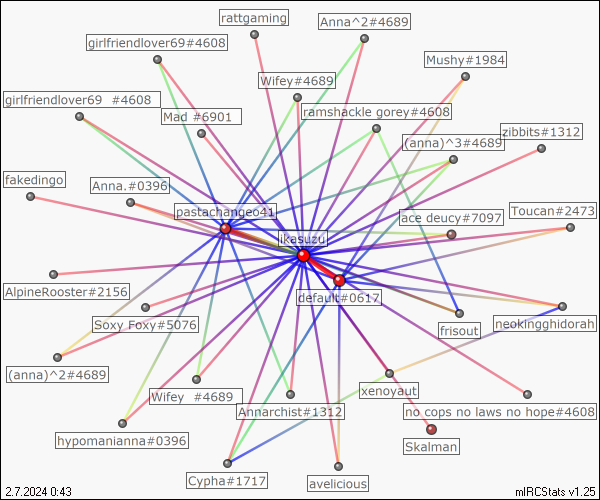 rattgaming
Anna^2#4689
girlfriendlover69#4608
Mushy#1984
Wifey#4689
girlfriendlover69 #4608
ramshackle gorey#4608
Mad #6901
zibbits#1312
(anna)^3#4689
fakedingo
Anna.#0396
pastachangeo41
Toucan#2473
ace deucy#7097
ikasuzu
AlpineRooster#2156
default#0617
Soxy Foxy#5076
frisout
neokingghidorah
(anna)^2#4689
xenoyaut
Wifey #4689
Annarchist#1312
no cops no laws no hope#4608
hypomanianna#0396
Skalman
Cypha#1717
avelicious
2.7.2024 0:43
mIRCStats v1.25